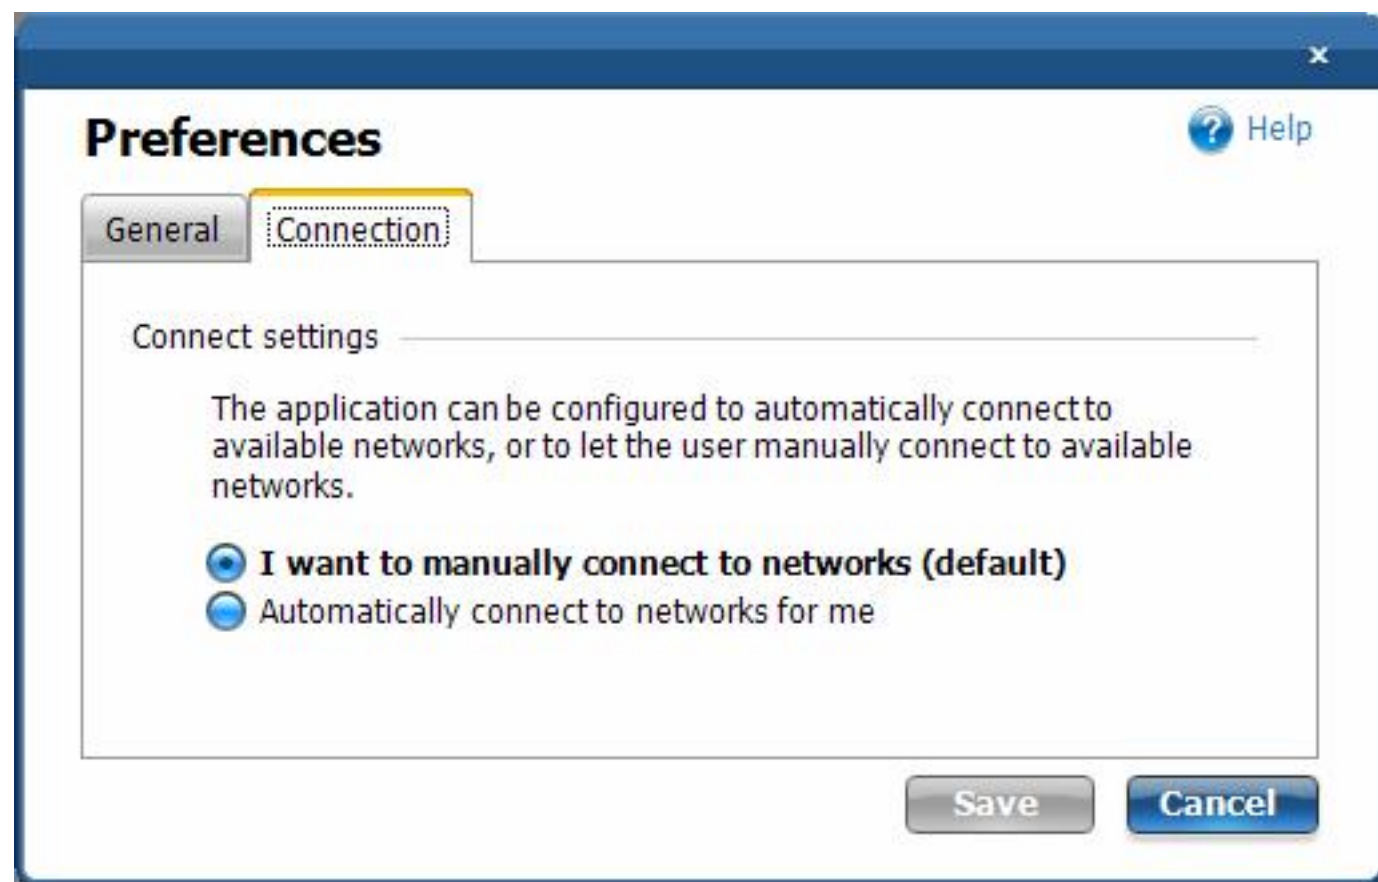 Preferences
Help
General
Connection
Connect settings
The application can be configured to automatically connect to
available networks, or to let the user manually connect to available
networks.
I want to manually connect to networks (default)
Automatically connect to networks for me
Save
Cancel